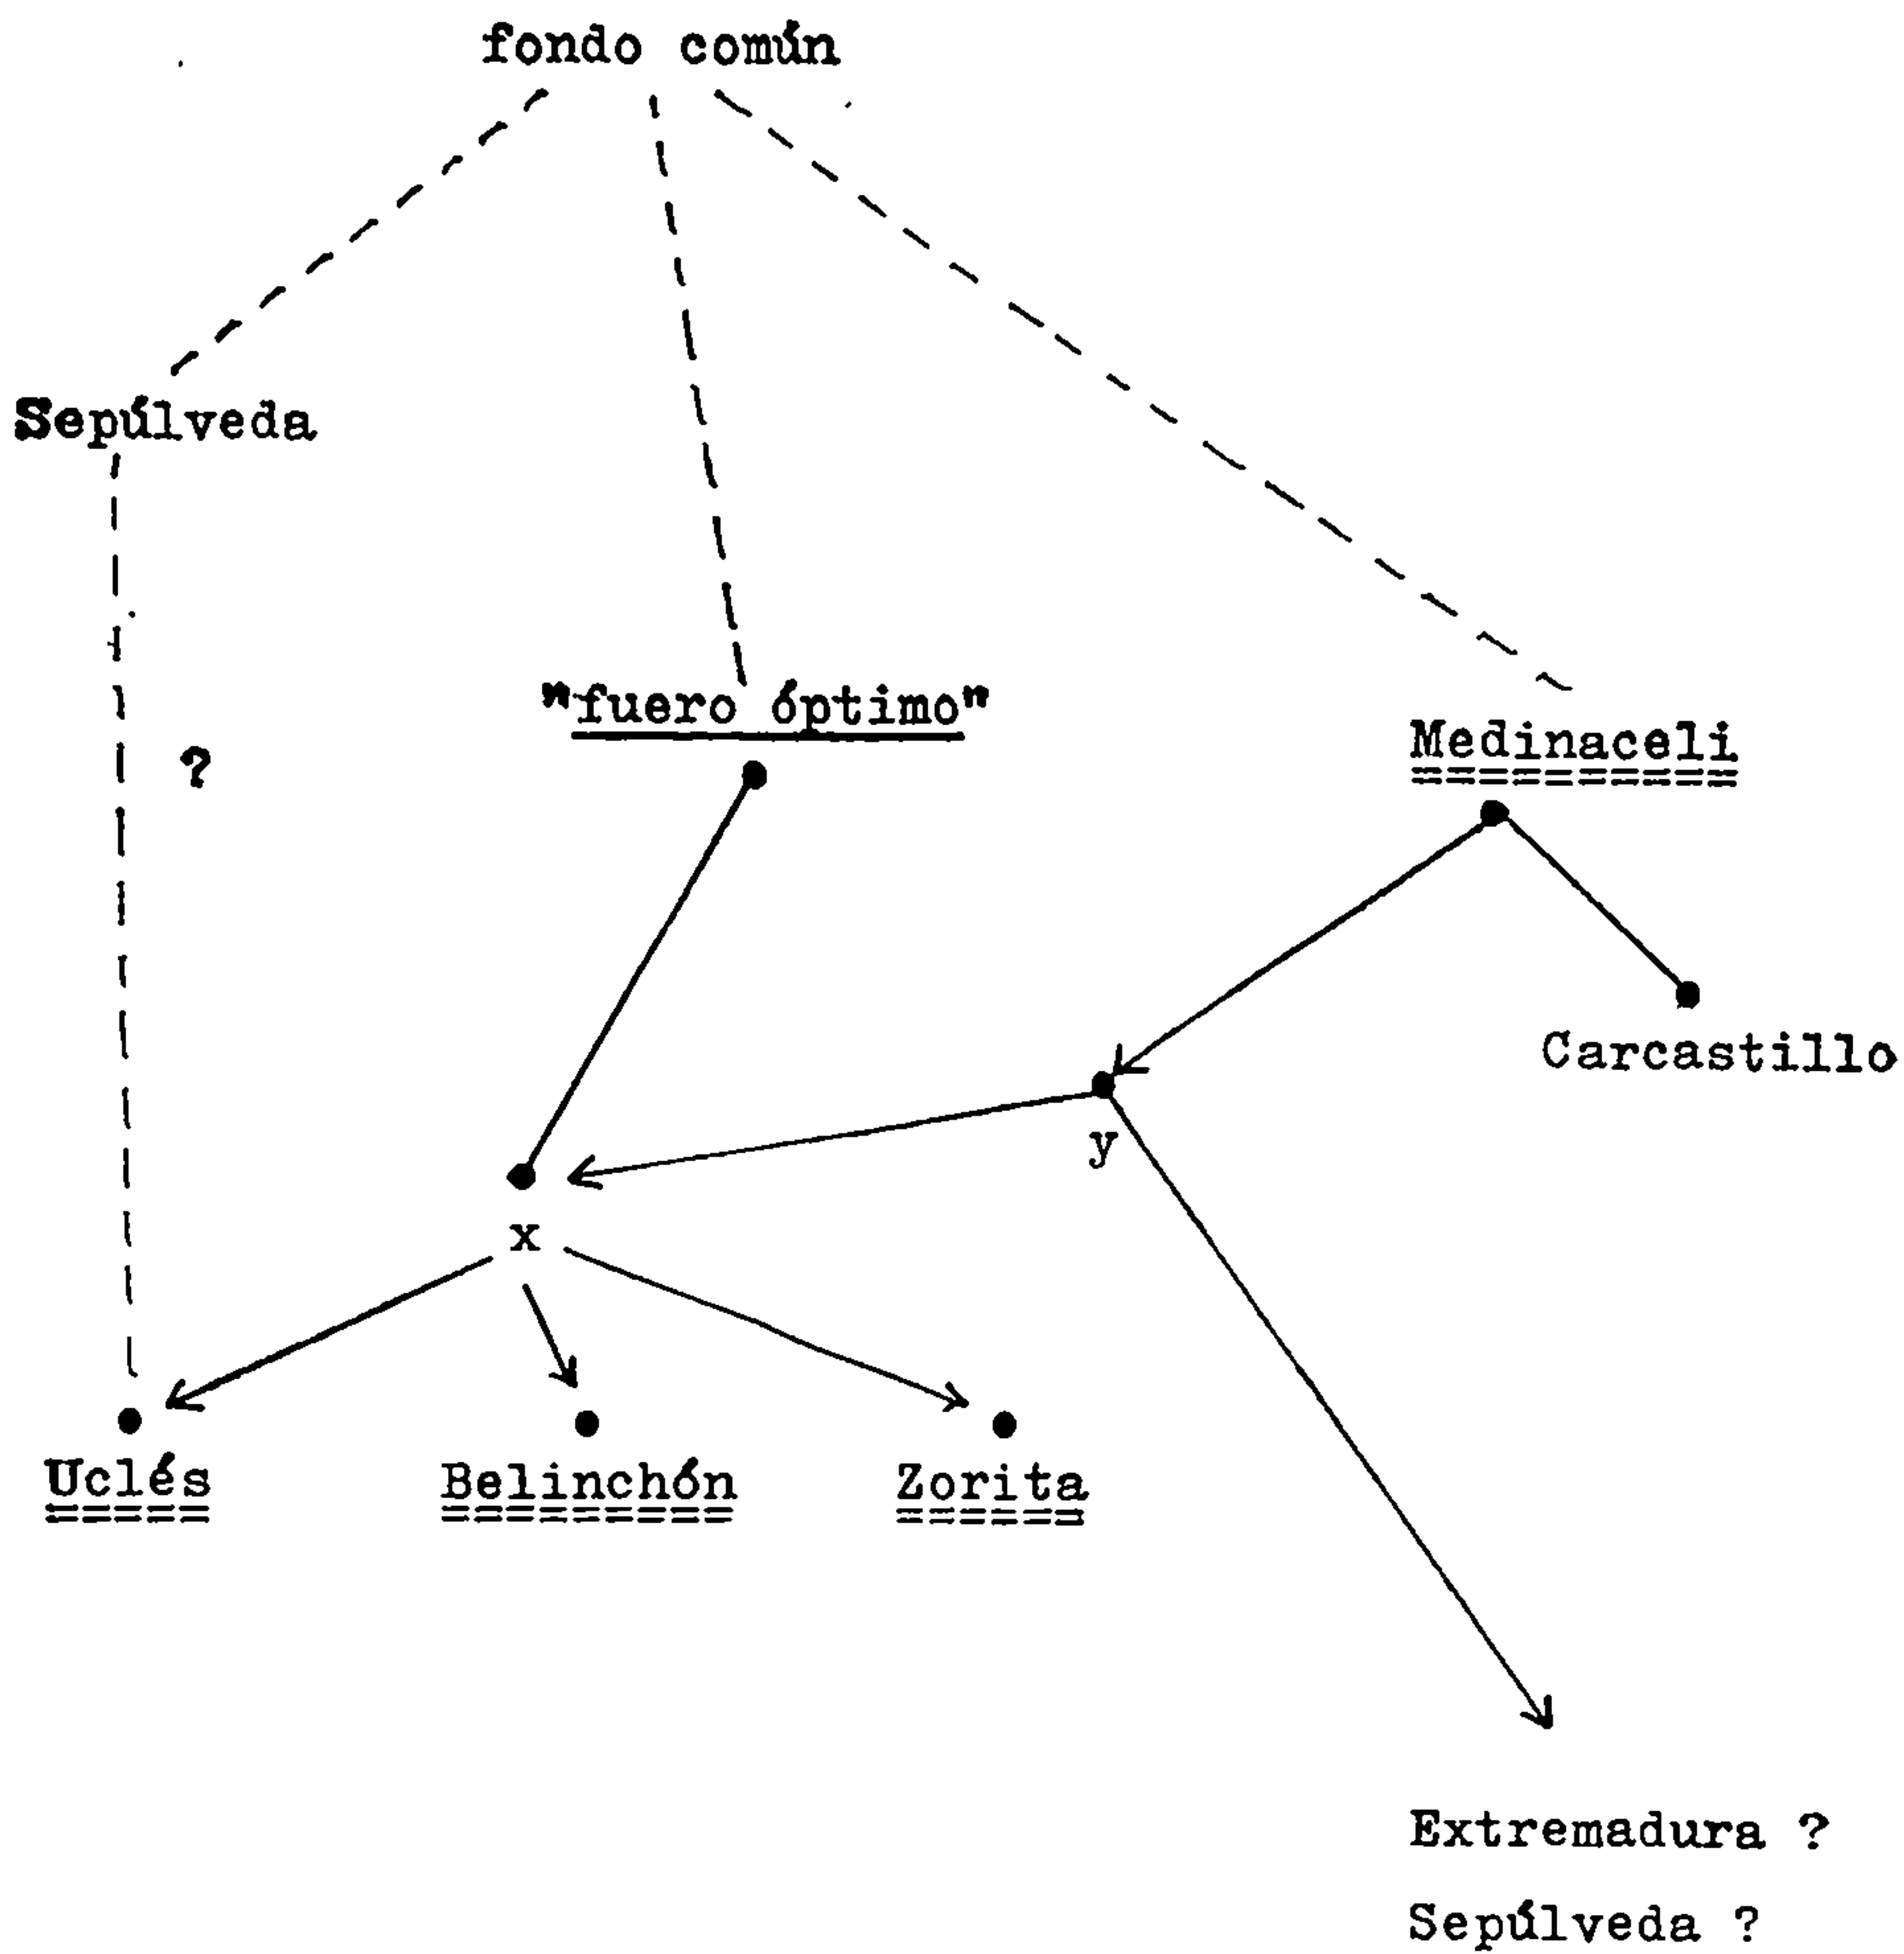 fondo común
Sepúlveda
"fuero óptimo"
?
Medinaceli
Carcastillo
y
x
Uclés Belinchón Zorita
Extremadura ?
Sepúlveda ?